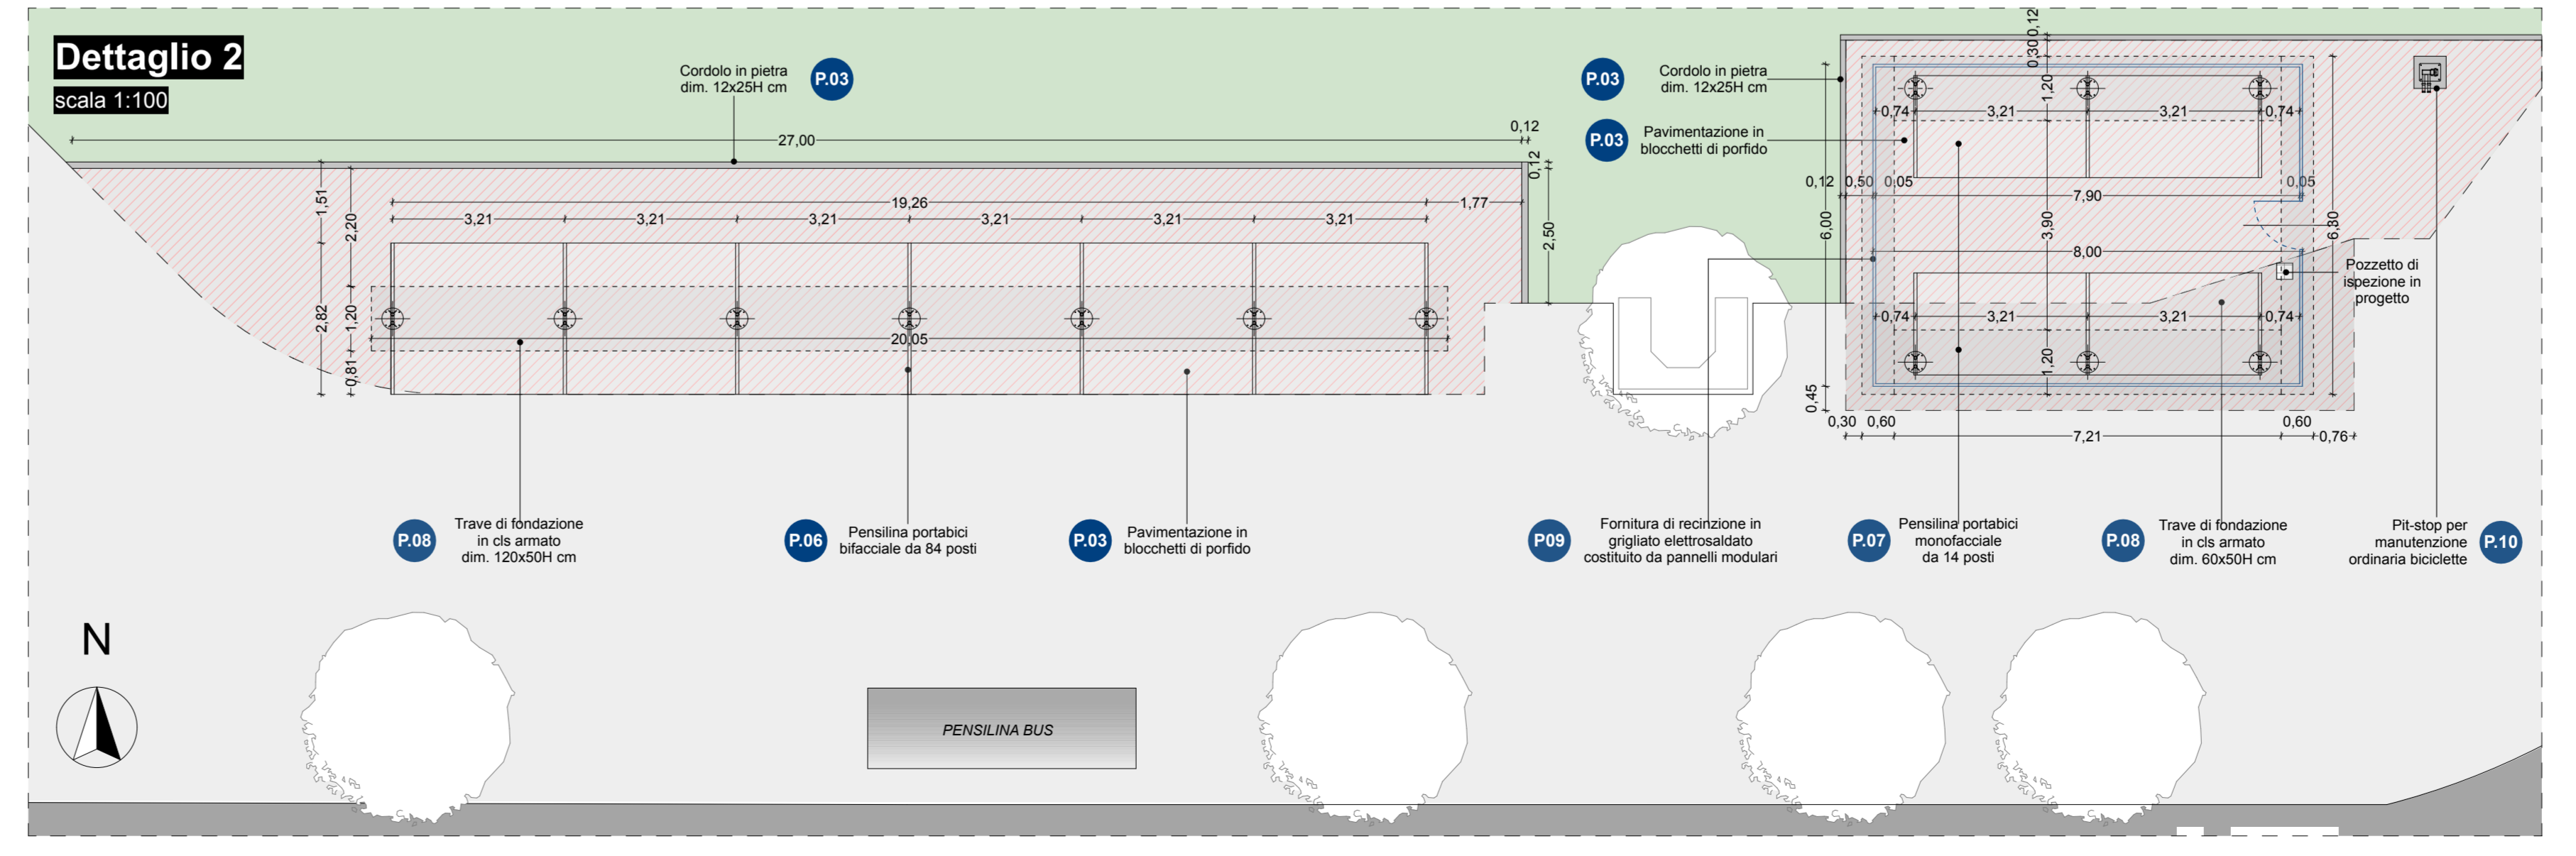 Dettaglio 2
scala 1:100
Cordolo in pietra
dim. 12x25H cm
P.03
27,00
0,12
0,12
1,51
2,20
19,26
1,77
3,21
3,21
3,21
3,21
3,21
3,21
2,50
2,82
1,20
0,81
20,05
P.03
Cordolo in pietra
dim. 12x25H cm
P.03
Pavimentazione in
blocchetti di porfido
0,12
0,30
1,20
0,74
3,21
3,21
0,74
0,12
0,50
0,05
0,05
7,90
6,00
3,90
8,00
Pozzetto di
ispezione in
progetto
0,74
3,21
3,21
0,74
1,20
0,45
0,30
0,60
7,21
0,60
0,76
P.08
Trave di fondazione
in cls armato
dim. 120x50H cm
P.06
Pensilina portabici
bifacciale da 84 posti
P.03
Pavimentazione in
blocchetti di porfido
P09
Fornitura di recinzione in
grigliato elettrosaldato
costituito da pannelli modulari
P.07
Pensilina portabici
monofacciale
da 14 posti
P.08
Trave di fondazione
in cls armato
dim. 60x50H cm
Pit-stop per
manutenzione
ordinaria biciclette
P.10
N
PENSILINA BUS